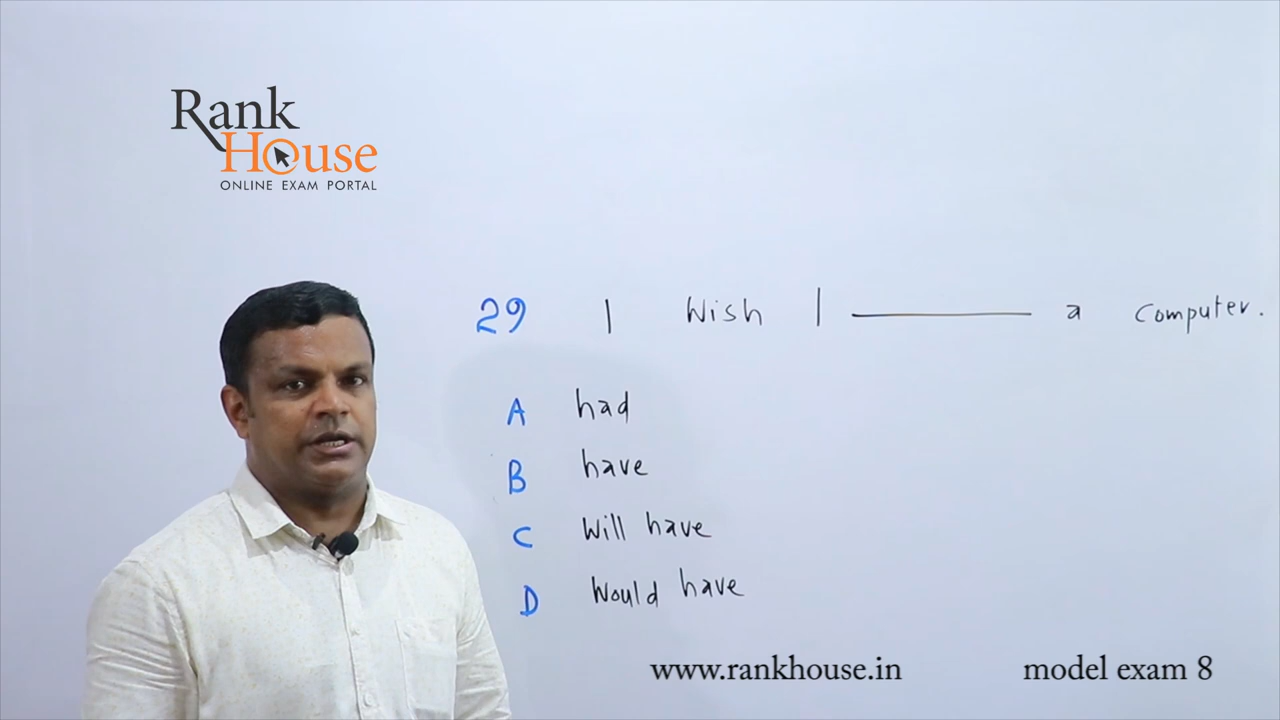 Rank
House
ONLINE EXAM PORTAL
29 I Wish I ________ a Computer.
A had
B have
C Will have
D Would have
www.rankhouse.in model exam 8